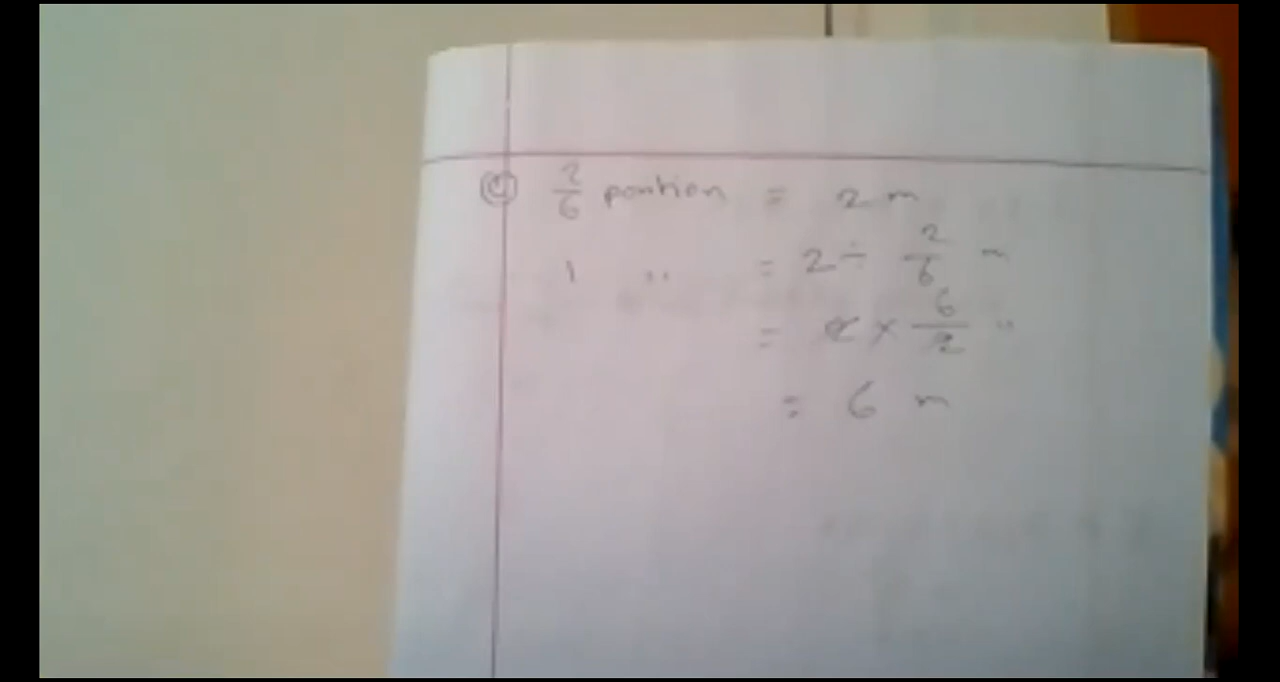 (c) 2/6 portion = 2 m
1 " = 2 ÷ 2/6 "
= 2 × 6/2 "
= 6 m